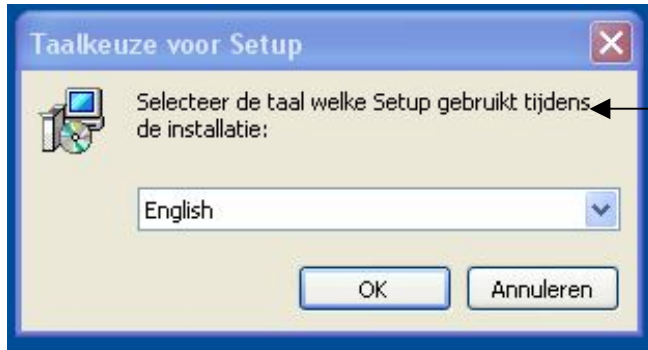 Taalkeuze voor Setup
Selecteer de taal welke Setup gebruikt tijdens
de installatie:
English
OK
Annuleren